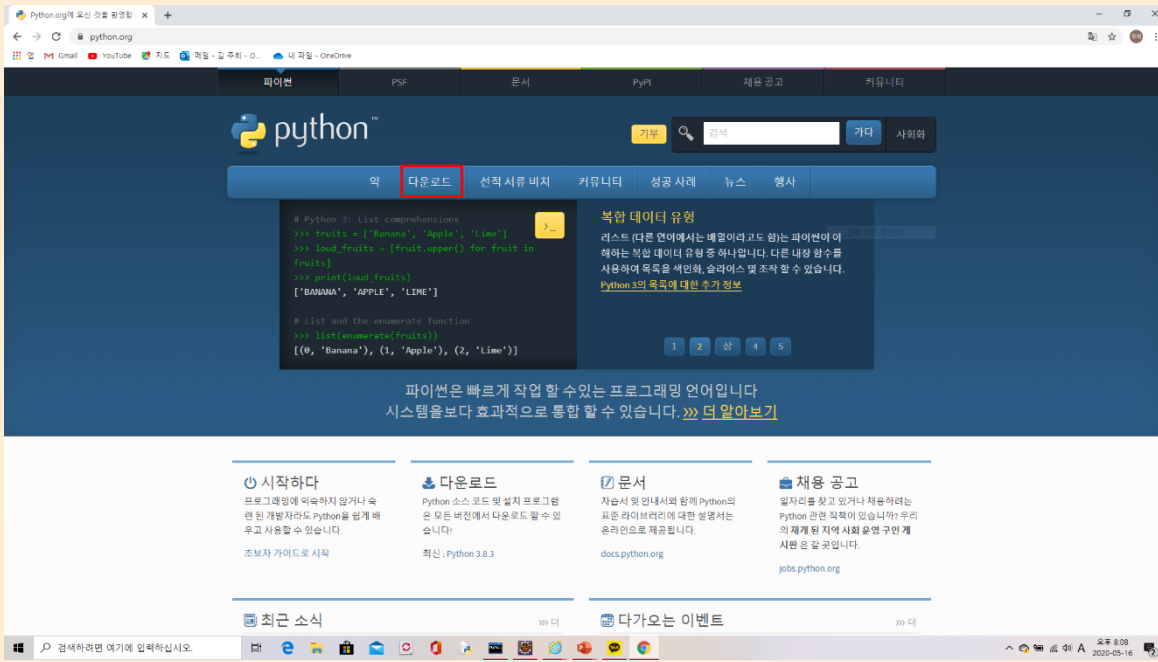 Python.org에 오신 것을 환영합니
python.org
앱 Gmail YouTube 지도 메일 - 김 주희 - O... 내 파일 - OneDrive
파이썬 PSF 문서 PyPI 채용 공고 커뮤니티
python™
기부 검색 가다 사회화
약 다운로드 선적 서류 비치 커뮤니티 성공 사례 뉴스 행사
# Python 3: List comprehensions
>>> fruits = ['Banana', 'Apple', 'Lime']
>>> loud_fruits = [fruit.upper() for fruit in
fruits]
>>> print(loud_fruits)
['BANANA', 'APPLE', 'LIME']
# List and the enumerate function
>>> list(enumerate(fruits))
[(0, 'Banana'), (1, 'Apple'), (2, 'Lime')]
>_
복합 데이터 유형
리스트 (다른 언어에서는 배열이라고도 함)는 파이썬이 이
해하는 복합 데이터 유형 중 하나입니다. 다른 내장 함수를
사용하여 목록을 색인화, 슬라이스 및 조작 할 수 있습니다.
Python 3의 목록에 대한 추가 정보
1 2 삼 4 5
파이썬은 빠르게 작업 할 수있는 프로그래밍 언어입니다
시스템을보다 효과적으로 통합 할 수 있습니다. >>> 더 알아보기
시작하다
프로그래밍에 익숙하지 않거나 숙
련 된 개발자라도 Python을 쉽게 배
우고 사용할 수 있습니다.
초보자 가이드로 시작
다운로드
Python 소스 코드 및 설치 프로그램
은 모든 버전에서 다운로드 할 수 있
습니다!
최신 : Python 3.8.3
문서
자습서 및 안내서와 함께 Python의
표준 라이브러리에 대한 설명서는
온라인으로 제공됩니다.
docs.python.org
채용 공고
일자리를 찾고 있거나 채용하려는
Python 관련 직책이 있습니까? 우리
의 재개 된 지역 사회 운영 구인 게
시판 은 갈 곳입니다.
jobs.python.org
최근 소식 >>> 더
다가오는 이벤트 >>> 더
검색하려면 여기에 입력하십시오.
A
오후 8:08
2020-05-16